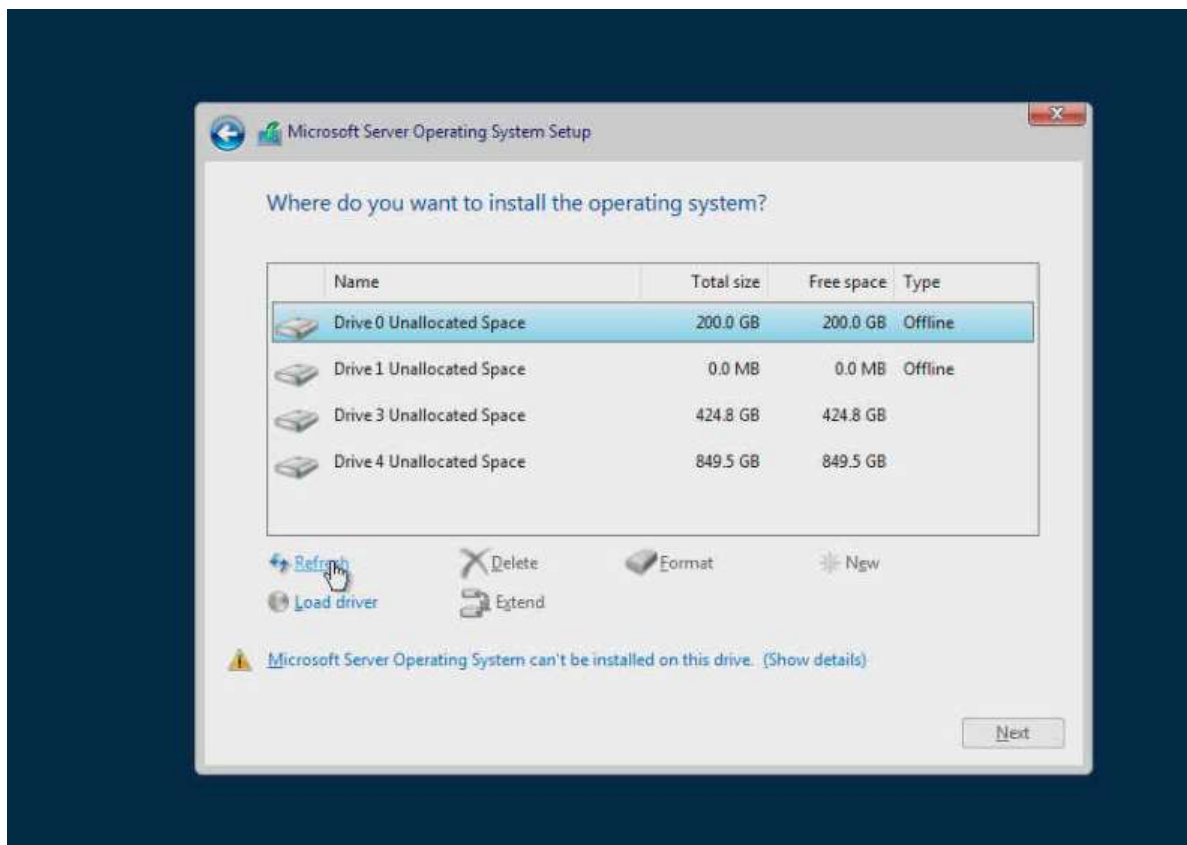 Microsoft Server Operating System Setup
Where do you want to install the operating system?
Name Total size Free space Type
Drive 0 Unallocated Space 200.0 GB 200.0 GB Offline
Drive 1 Unallocated Space 0.0 MB 0.0 MB Offline
Drive 3 Unallocated Space 424.8 GB 424.8 GB
Drive 4 Unallocated Space 849.5 GB 849.5 GB
Refresh Delete Format New
Load driver Extend
Microsoft Server Operating System can't be installed on this drive. (Show details)
Next